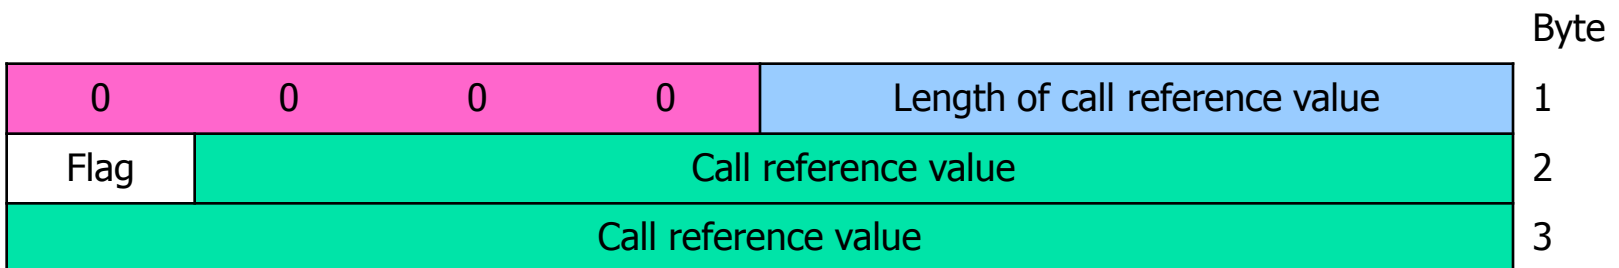 Byte
0 0 0 0 Length of call reference value 1
Flag Call reference value 2
Call reference value 3